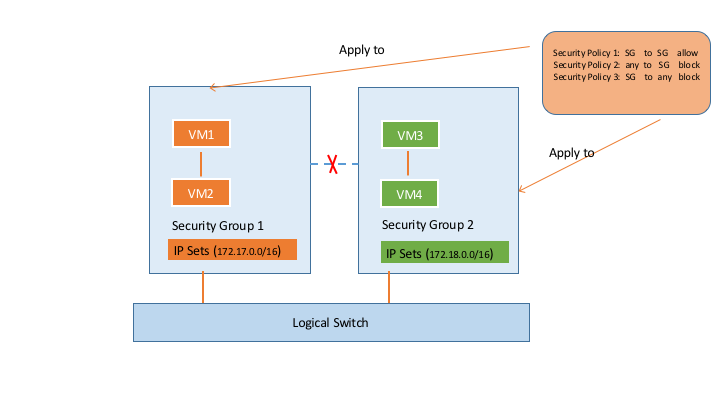 Apply to
Security Policy 1: SG to SG allow
Security Policy 2: any to SG block
Security Policy 3: SG to any block
VM1
VM3
Apply to
VM2
VM4
Security Group 1
Security Group 2
IP Sets (172.17.0.0/16)
IP Sets (172.18.0.0/16)
Logical Switch